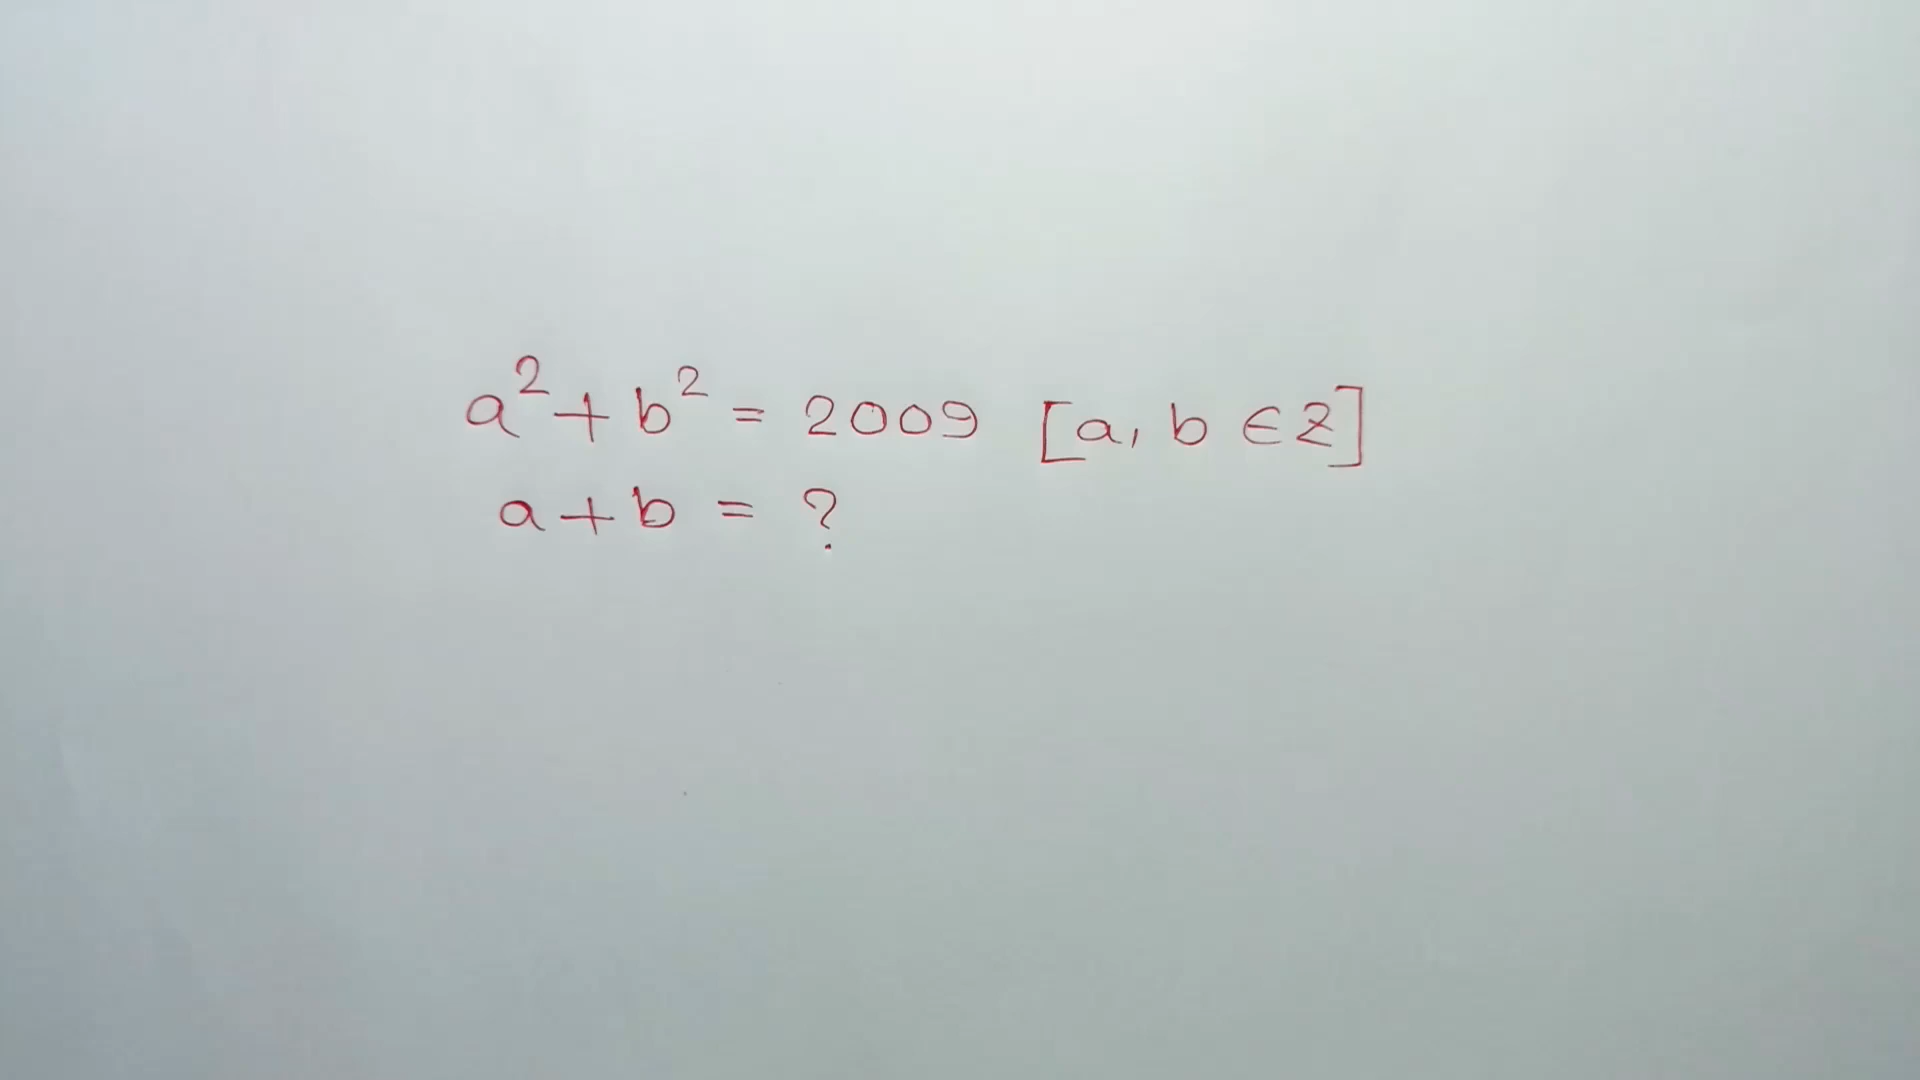 a² + b² = 2009 [a, b ∈ Z]
a + b = ?